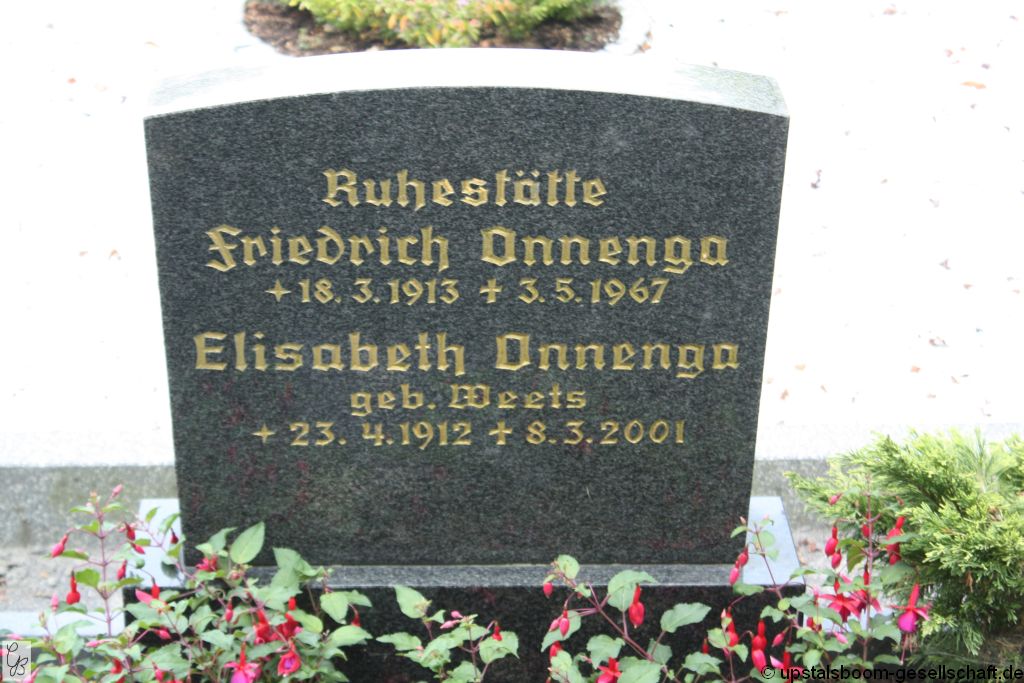 Ruhestätte
Friedrich Onnenga
+ 18. 3. 1913 + 3. 5. 1967
Elisabeth Onnenga
geb. Weets
+ 23. 4. 1912 + 8. 3. 2001
© upstalsboom-gesellschaft.de